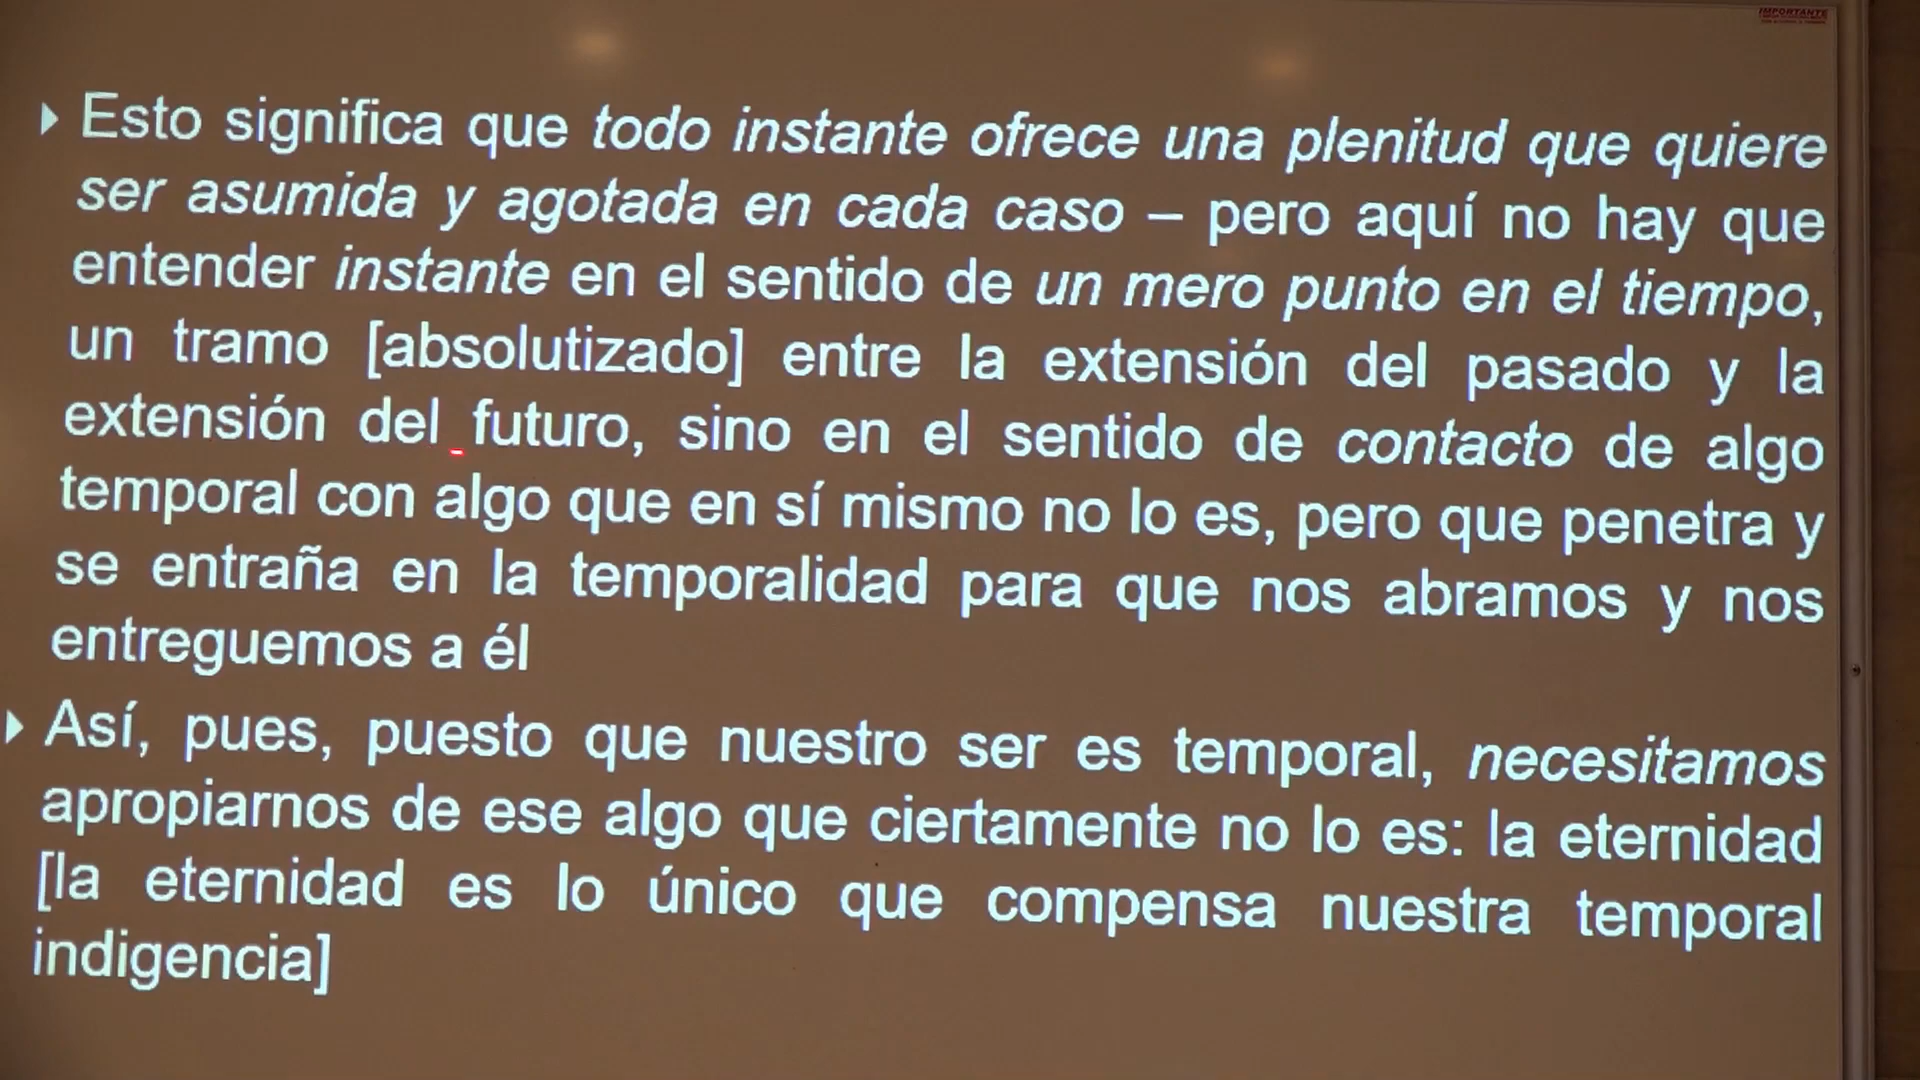 IMPORTANTE
Esto significa que todo instante ofrece una plenitud que quiere
ser asumida y agotada en cada caso – pero aquí no hay que
entender instante en el sentido de un mero punto en el tiempo,
un tramo [absolutizado] entre la extensión del pasado y la
extensión del futuro, sino en el sentido de contacto de algo
temporal con algo que en sí mismo no lo es, pero que penetra y
se entraña en la temporalidad para que nos abramos y nos
entreguemos a él
Así, pues, puesto que nuestro ser es temporal, necesitamos
apropiarnos de ese algo que ciertamente no lo es: la eternidad
[la eternidad es lo único que compensa nuestra temporal
indigencia]